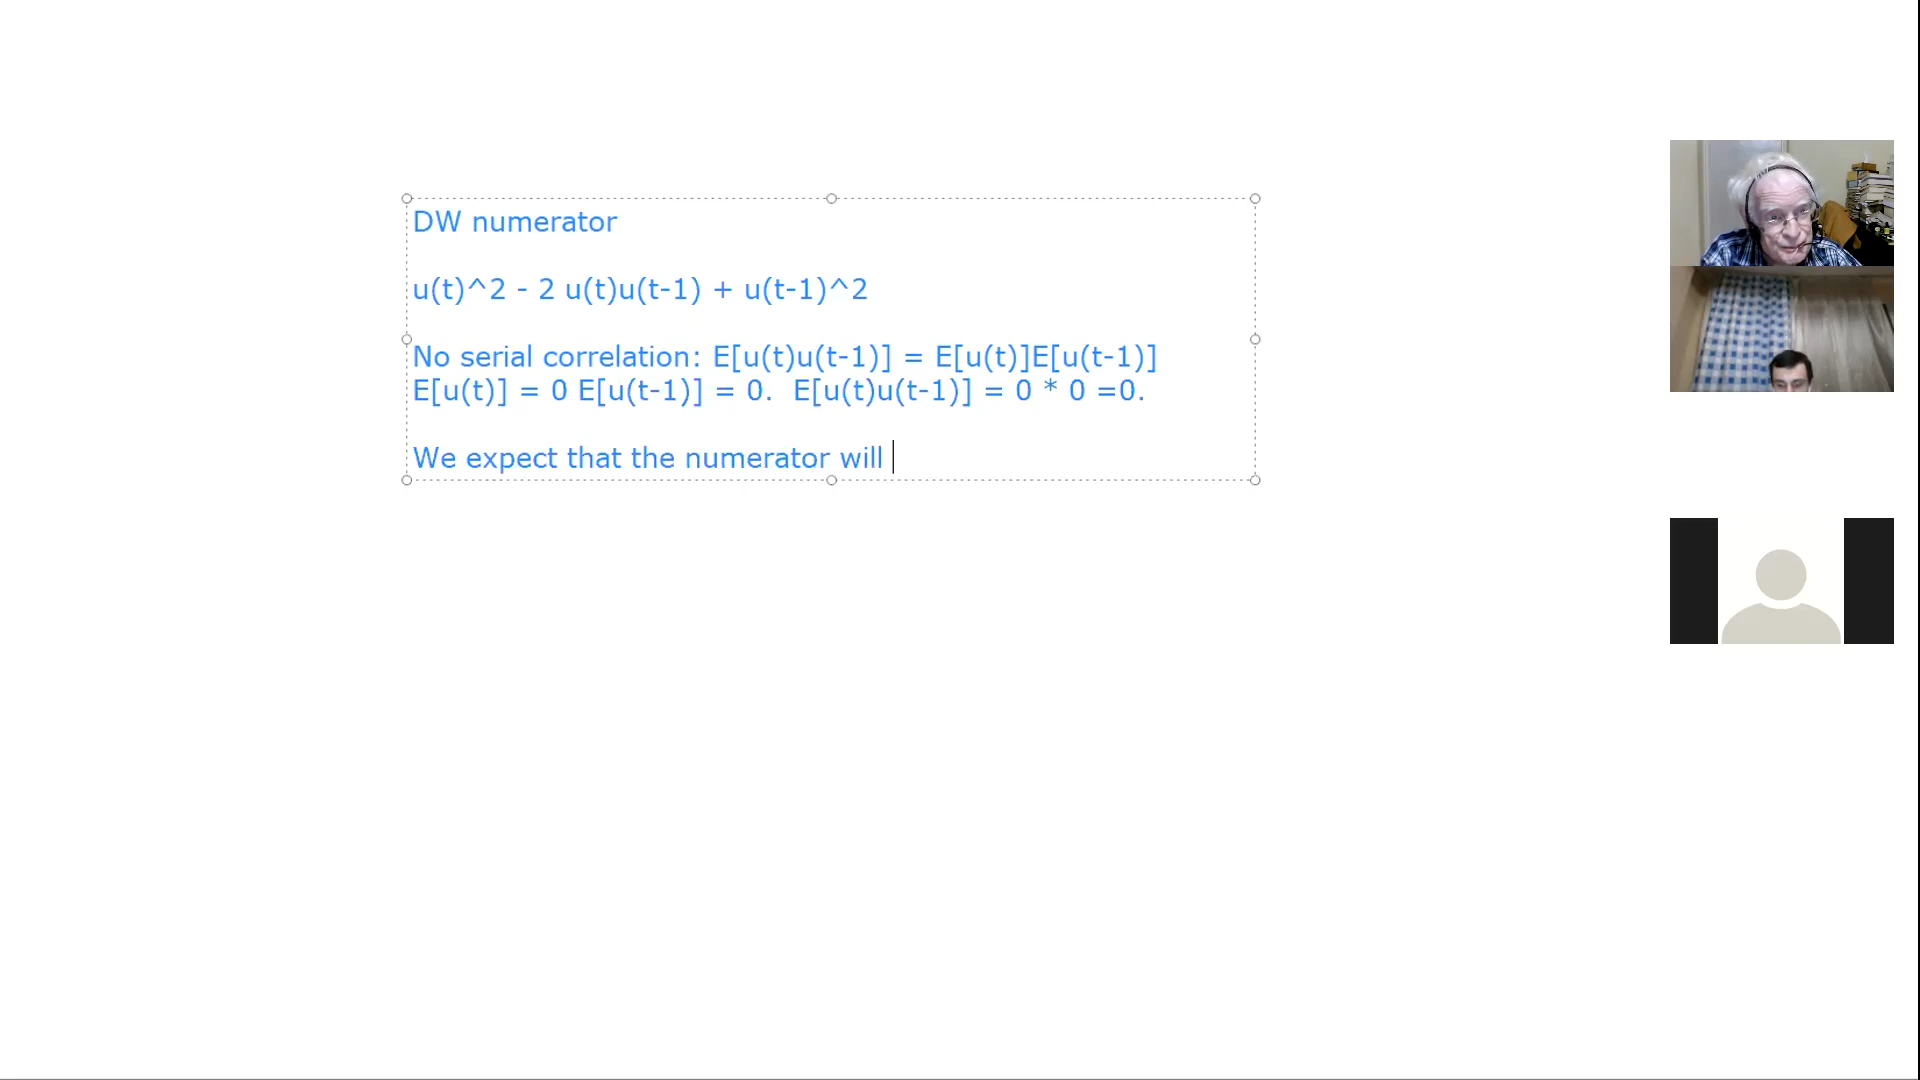 DW numerator
u(t)^2 - 2 u(t)u(t-1) + u(t-1)^2
No serial correlation: E[u(t)u(t-1)] = E[u(t)]E[u(t-1)]
E[u(t)] = 0 E[u(t-1)] = 0.  E[u(t)u(t-1)] = 0 * 0 =0.
We expect that the numerator will